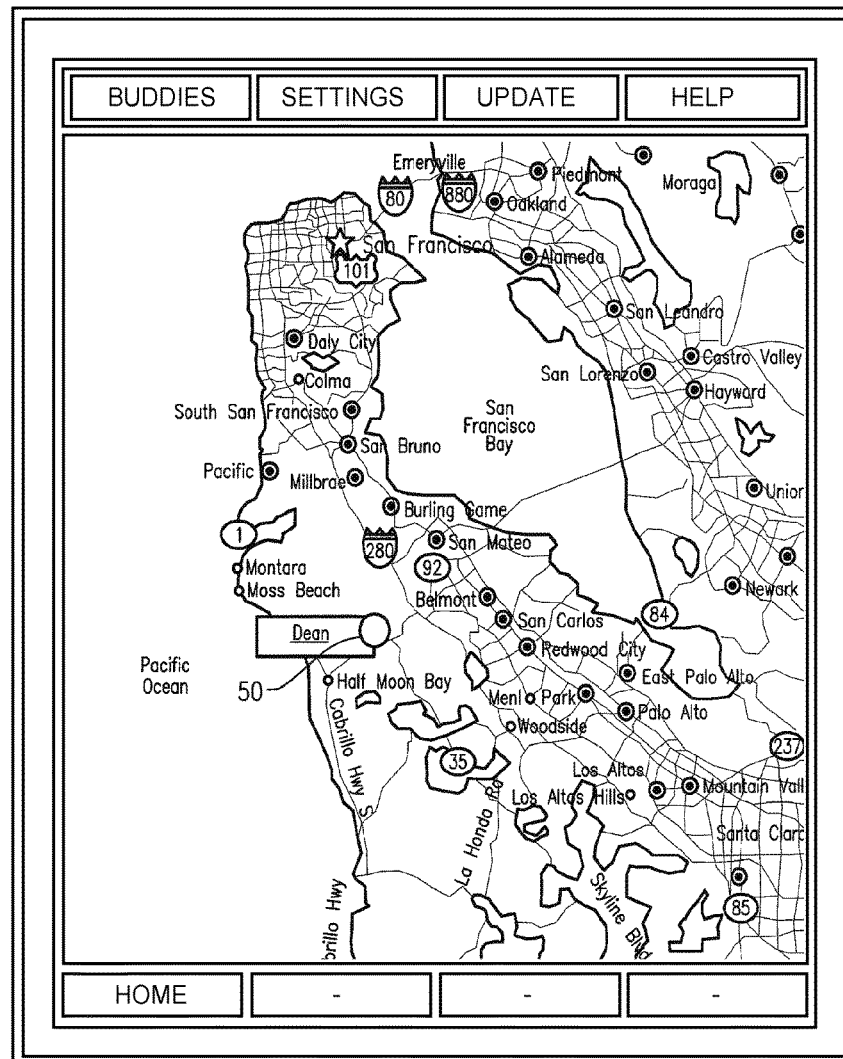 BUDDIES SETTINGS UPDATE HELP
Emeryville
Piedmont
Moraga
80
880
Oakland
San Francisco
101
Alameda
San Leandro
Daly City
Castro Valley
Colma
San Lorenzo
Hayward
South San Francisco
San
Francisco
Bay
San Bruno
Pacific
Millbrae
Union
Burling Game
1
280
San Mateo
92
Montara
Moss Beach
Newark
Belmont
San Carlos
84
Dean
Redwood City
Pacific
Ocean
50
Half Moon Bay
East Palo Alto
Menl Park
Palo Alto
Woodside
Cabrillo Hwy S
35
237
Los Altos
Mountain Vall
Los Altos Hills
La Honda Rd
Santa Clar
Skyline Blvd
85
brillo Hwy
HOME - - -